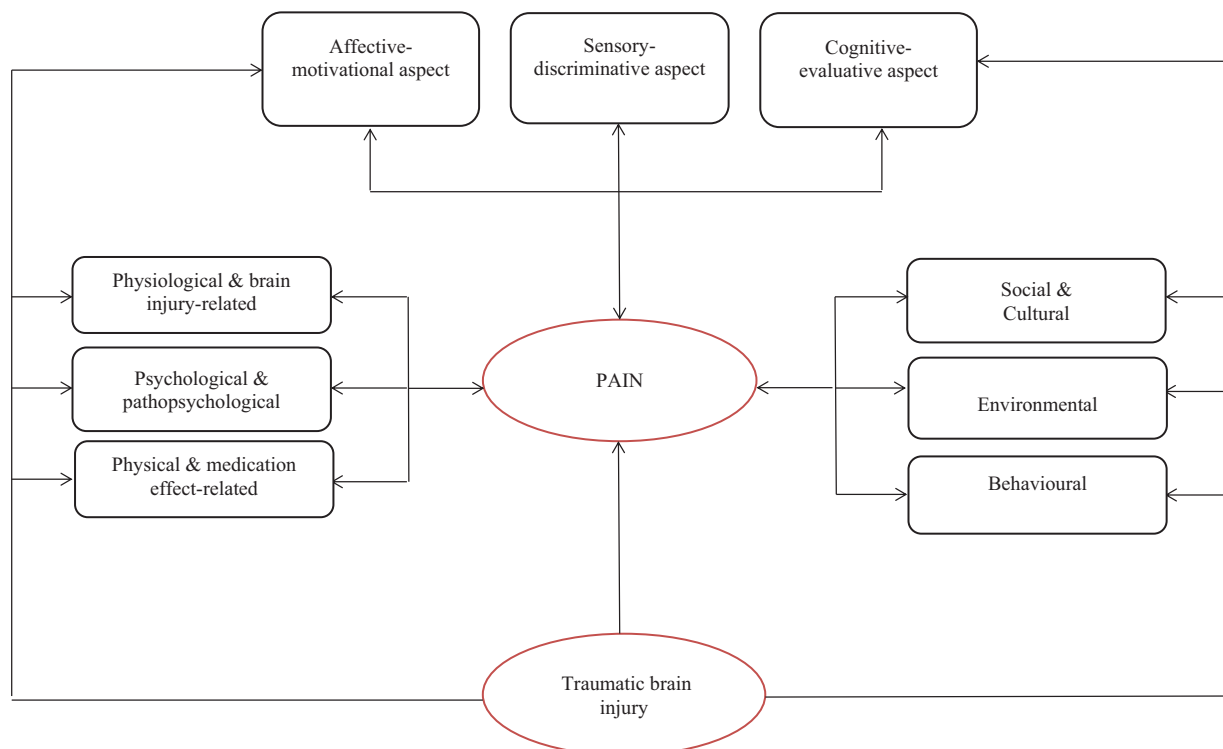 Affective-
motivational aspect
Sensory-
discriminative aspect
Cognitive-
evaluative aspect
Physiological & brain
injury-related
Psychological &
pathopsychological
Physical & medication
effect-related
PAIN
Social &
Cultural
Environmental
Behavioural
Traumatic brain
injury